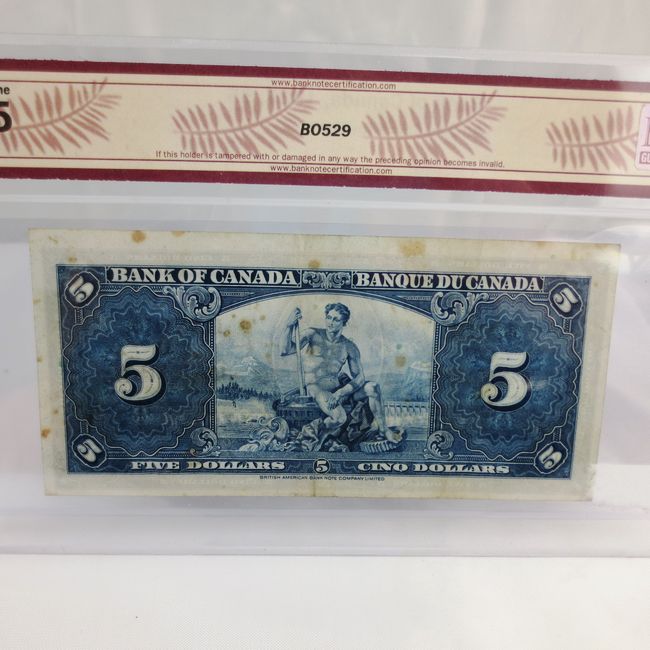 www.banknotecertification.com
5
BO529
If this holder is tampered with or damaged in any way the preceding opinion becomes invalid.
www.banknotecertification.com
5 BANK OF CANADA BANQUE DU CANADA 5
5 5
5 FIVE DOLLARS 5 CINQ DOLLARS 5
BRITISH AMERICAN BANK NOTE COMPANY LIMITED